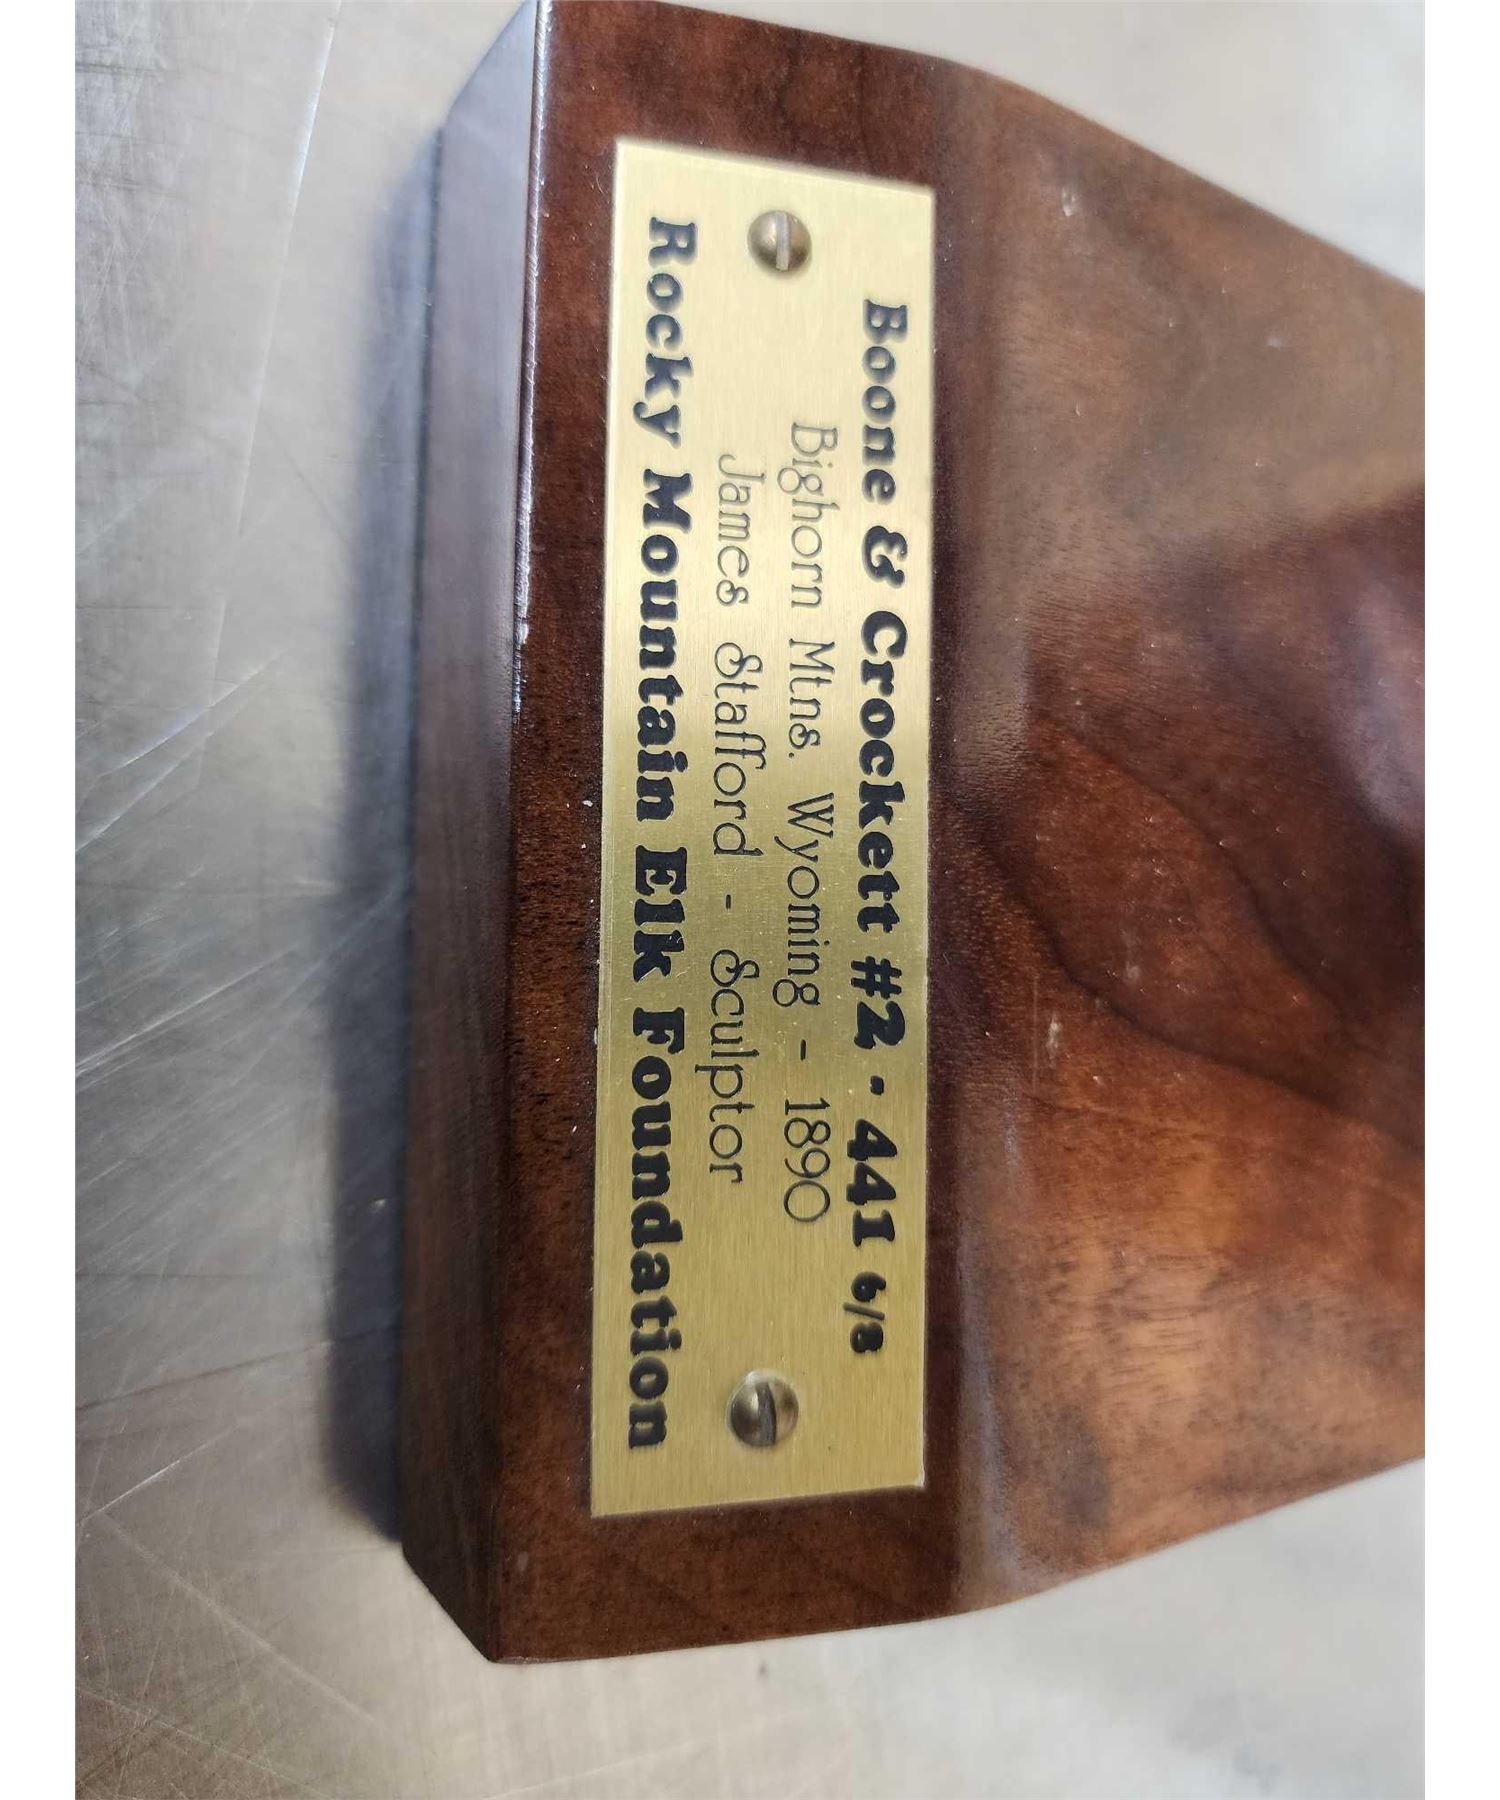 Boone & Crockett #2 - 441 6/8
Bighorn Mtns. Wyoming - 1890
James Stafford - Sculptor
Rocky Mountain Elk Foundation